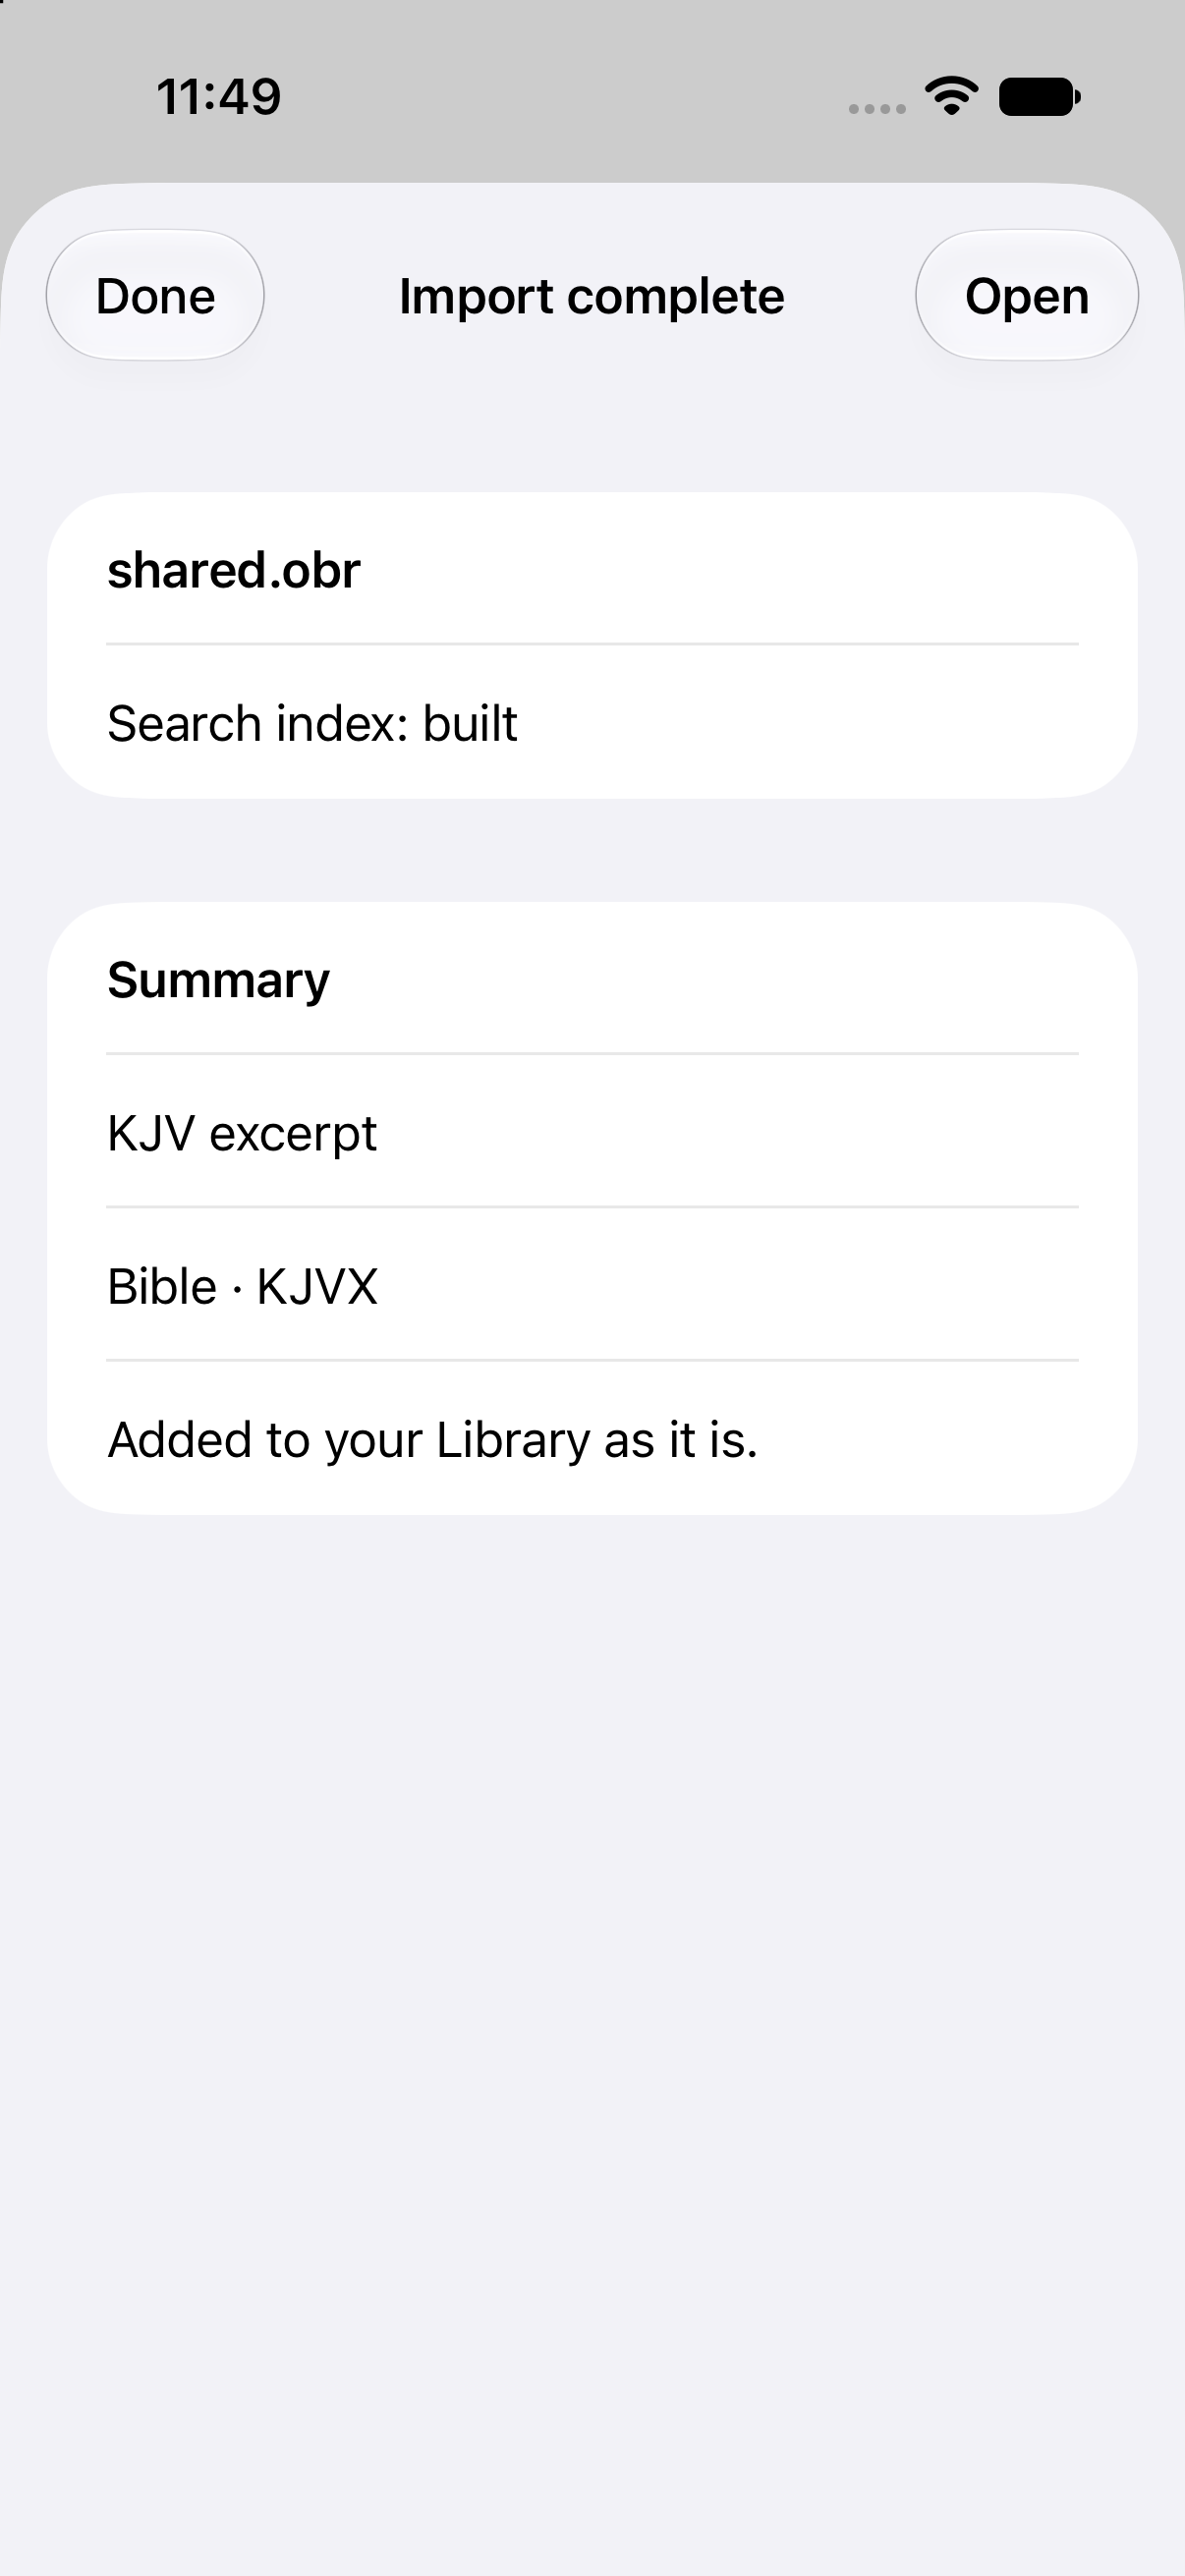 11:49
Done
Import complete
Open
shared.obr
Search index: built
Summary
KJV excerpt
Bible · KJVX
Added to your Library as it is.